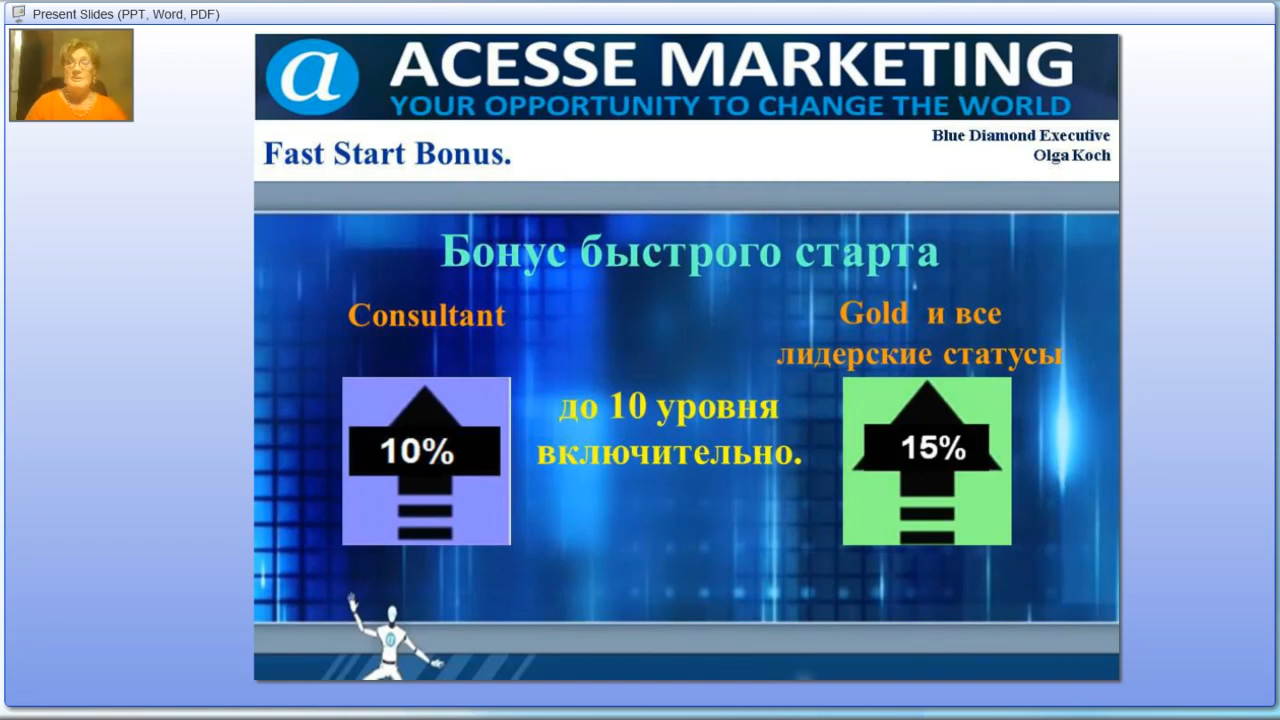 Present Slides (PPT, Word, PDF)
a ACESSE MARKETING
YOUR OPPORTUNITY TO CHANGE THE WORLD
Fast Start Bonus.
Blue Diamond Executive
Olga Koch
Бонус быстрого старта
Consultant
Gold и все
лидерские статусы
10%
до 10 уровня
включительно.
15%
a